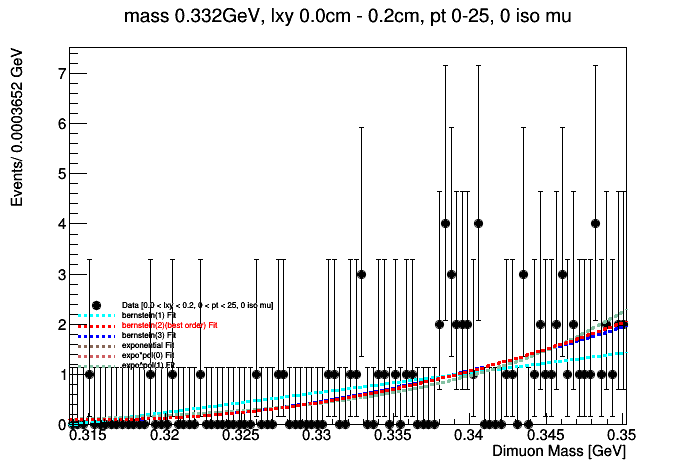 mass 0.332GeV, lxy 0.0cm - 0.2cm, pt 0-25, 0 iso mu
Events/ 0.0003652 GeV
7
6
5
4
3
2
1
0
Data [0.0 < lxy < 0.2, 0 < pt < 25, 0 iso mu]
bernstein(1) Fit
bernstein(2)(best order) Fit
bernstein(3) Fit
exponential Fit
expo*pol(0) Fit
expo*pol(1) Fit
0.315 0.32 0.325 0.33 0.335 0.34 0.345 0.35
Dimuon Mass [GeV]